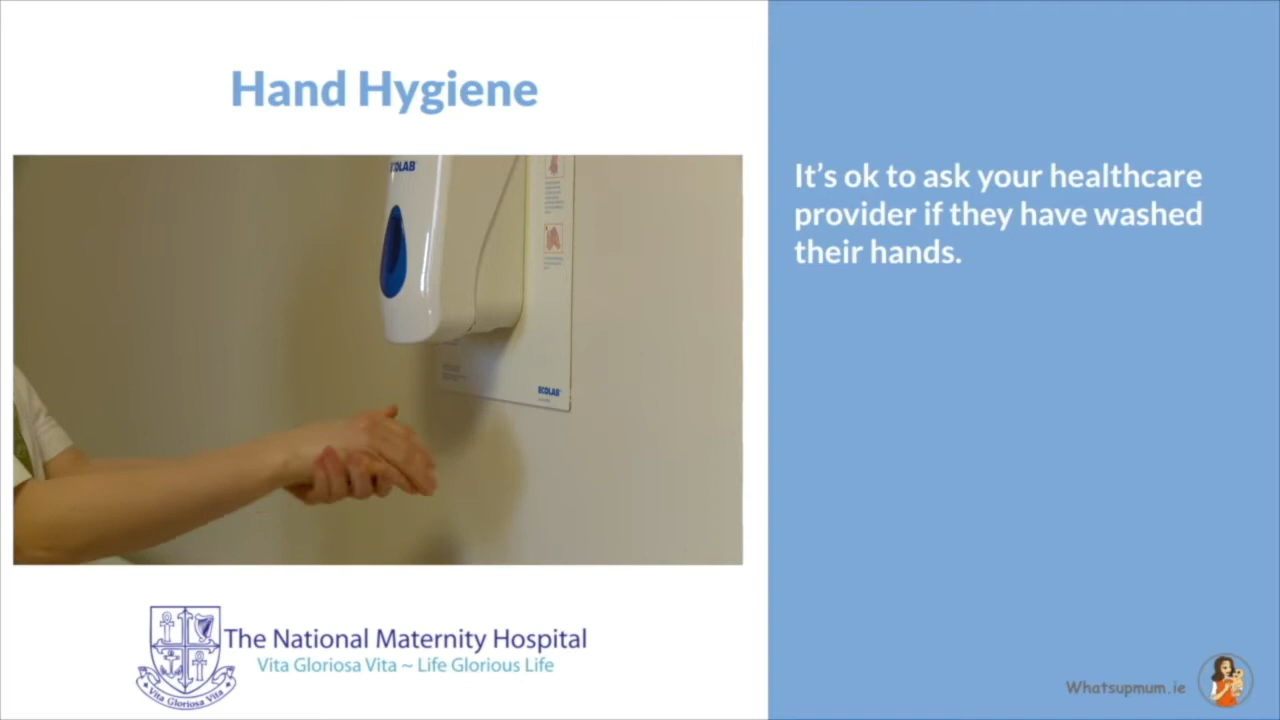 Hand Hygiene
It's ok to ask your healthcare
provider if they have washed
their hands.
ECOLAB
The National Maternity Hospital
Vita Gloriosa Vita ~ Life Glorious Life
Vita Gloriosa Vita
Whatsupmum.ie